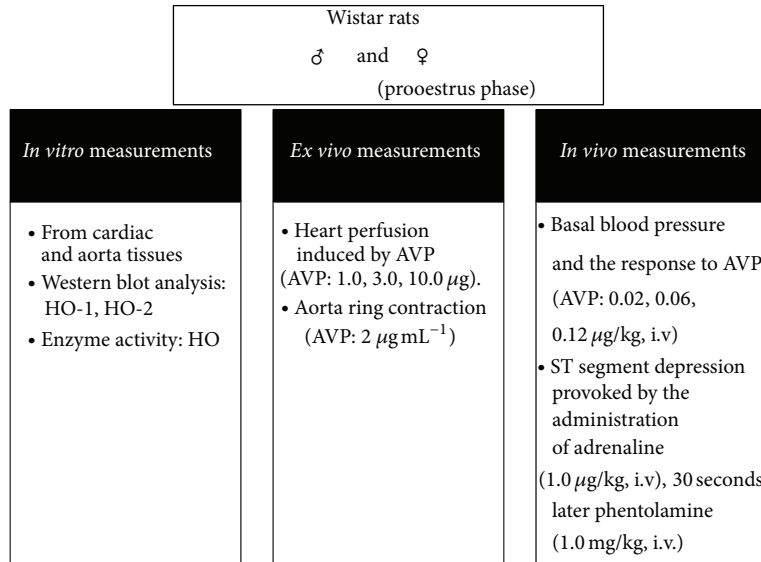 Wistar rats
♂ and ♀
(prooestrus phase)
In vitro measurements
• From cardiac
and aorta tissues
• Western blot analysis:
HO-1, HO-2
• Enzyme activity: HO
Ex vivo measurements
• Heart perfusion
induced by AVP
(AVP: 1.0, 3.0, 10.0 μg).
• Aorta ring contraction
(AVP: 2 μg mL⁻¹)
In vivo measurements
• Basal blood pressure
and the response to AVP
(AVP: 0.02, 0.06,
0.12 μg/kg, i.v)
• ST segment depression
provoked by the
administration
of adrenaline
(1.0 μg/kg, i.v), 30 seconds
later phentolamine
(1.0 mg/kg, i.v.)